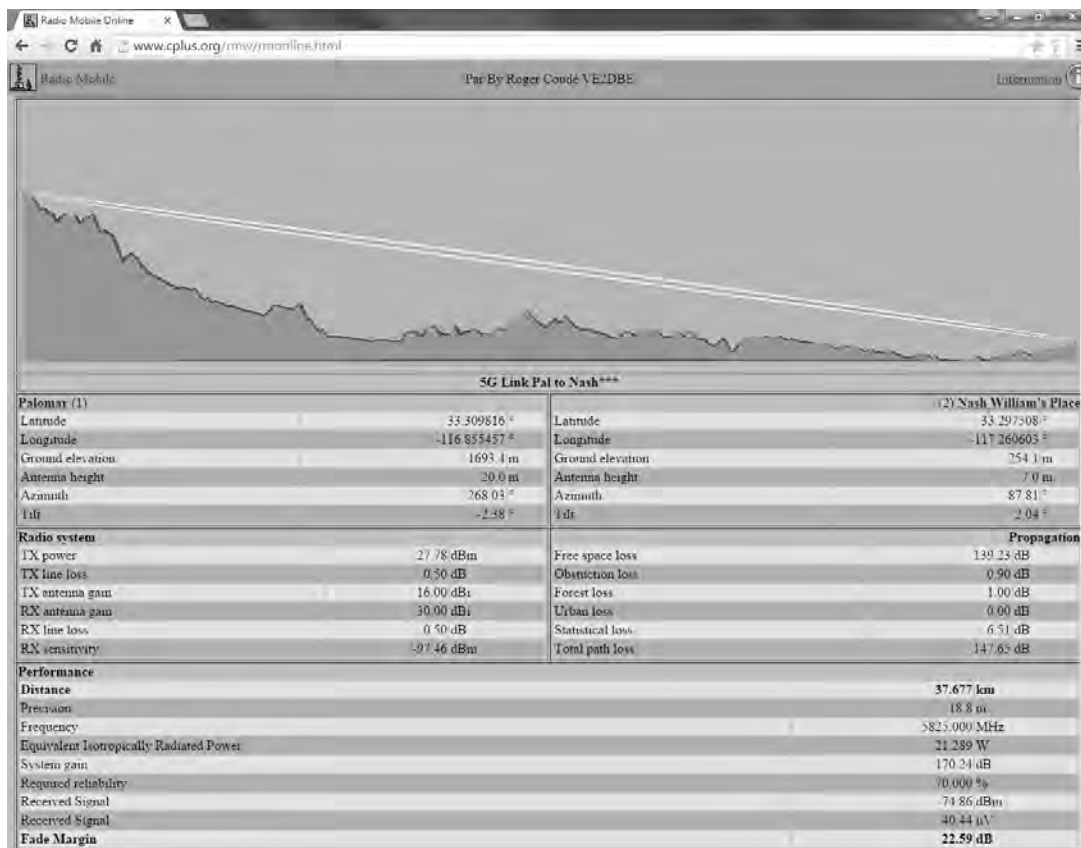 Radio Mobile Online
www.cplus.org/rmw/rmonline.html
Radio Mobile Par By Roger Coudé VE2DBE Information
5G Link Pal to Nash***
Palomar (1) (2) Nash William's Place
Latitude 33.309816 ° Latitude 33.297508 °
Longitude -116.855457 ° Longitude -117.260603 °
Ground elevation 1693.4 m Ground elevation 254.1 m
Antenna height 20.0 m Antenna height 7.0 m
Azimuth 268.03 ° Azimuth 87.81 °
Tilt -2.38 ° Tilt 2.04 °
Radio system Propagation
TX power 27.78 dBm Free space loss 139.23 dB
TX line loss 0.50 dB Obstruction loss 0.90 dB
TX antenna gain 16.00 dBi Forest loss 1.00 dB
RX antenna gain 30.00 dBi Urban loss 0.00 dB
RX line loss 0.50 dB Statistical loss 6.51 dB
RX sensitivity -97.46 dBm Total path loss 147.65 dB
Performance
Distance 37.677 km
Precision 18.8 m
Frequency 5825.000 MHz
Equivalent Isotropically Radiated Power 21.289 W
System gain 170.24 dB
Required reliability 70.000 %
Received Signal -74.86 dBm
Received Signal 40.44 µV
Fade Margin 22.59 dB